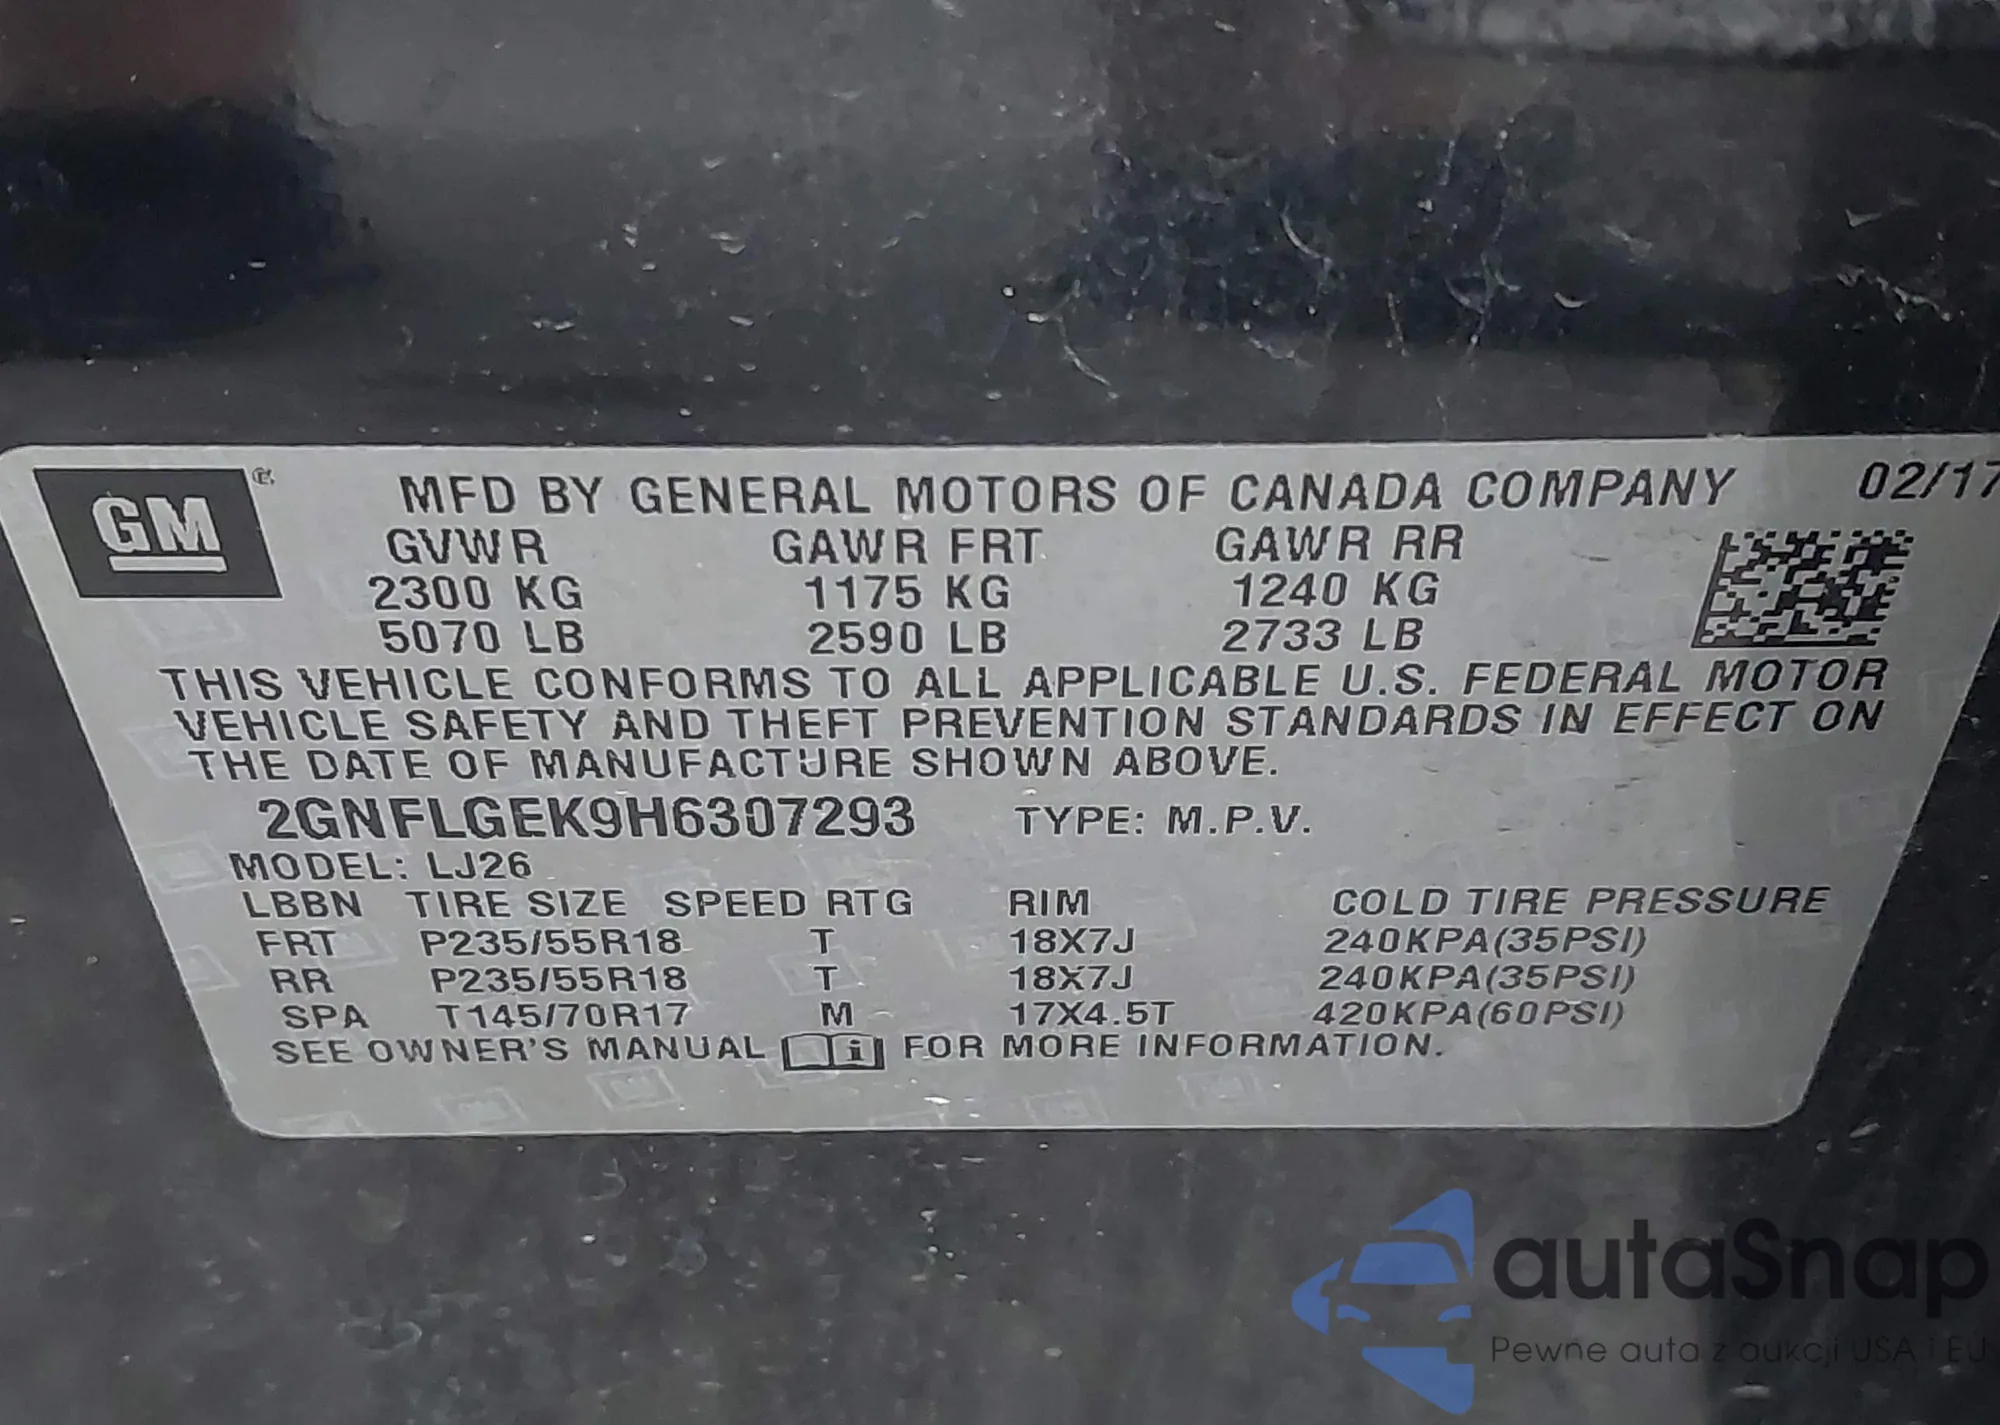 GM
MFD BY GENERAL MOTORS OF CANADA COMPANY 02/17
GVWR GAWR FRT GAWR RR
2300 KG 1175 KG 1240 KG
5070 LB 2590 LB 2733 LB
THIS VEHICLE CONFORMS TO ALL APPLICABLE U.S. FEDERAL MOTOR
VEHICLE SAFETY AND THEFT PREVENTION STANDARDS IN EFFECT ON
THE DATE OF MANUFACTURE SHOWN ABOVE.
2GNFLGEK9H6307293 TYPE: M.P.V.
MODEL: LJ26
LBBN TIRE SIZE SPEED RTG RIM COLD TIRE PRESSURE
FRT P235/55R18 T 18X7J 240KPA(35PSI)
RR P235/55R18 T 18X7J 240KPA(35PSI)
SPA T145/70R17 M 17X4.5T 420KPA(60PSI)
SEE OWNER'S MANUAL i FOR MORE INFORMATION.
autaSnap
Pewne auta z aukcji USA i EU